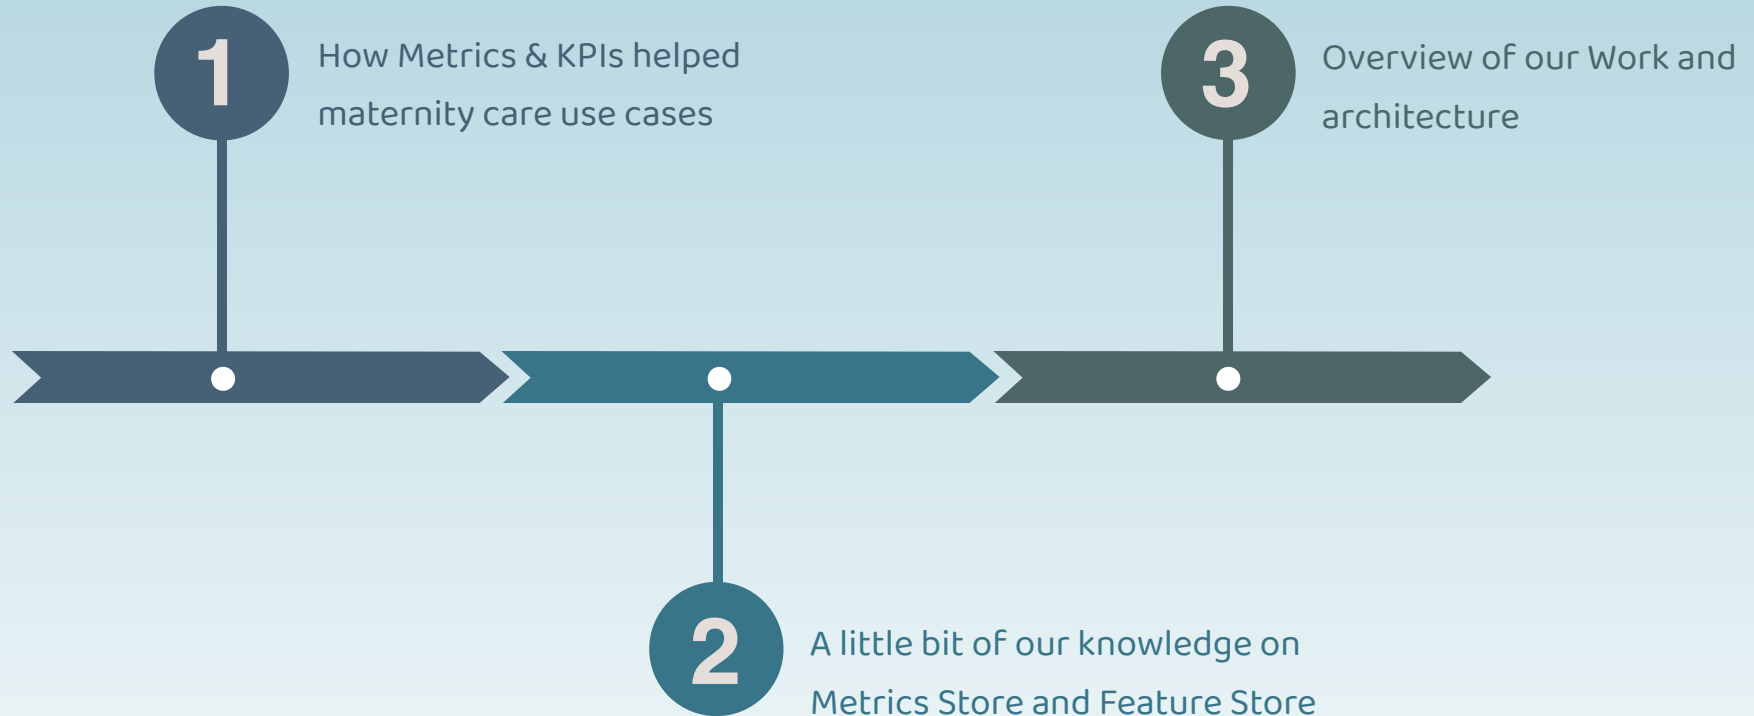 1
How Metrics & KPIs helped
maternity care use cases
3
Overview of our Work and
architecture
2
A little bit of our knowledge on
Metrics Store and Feature Store